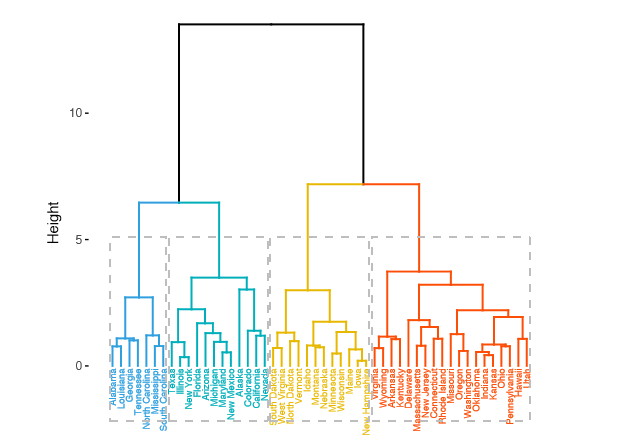 10
5
0
Height
Alabama
Louisiana
Georgia
Tennessee
North Carolina
Mississippi
South Carolina
Texas
Illinois
New York
Florida
Arizona
Michigan
Maryland
New Mexico
Alaska
Colorado
California
Nevada
South Dakota
West Virginia
North Dakota
Vermont
Idaho
Montana
Nebraska
Minnesota
Wisconsin
Maine
Iowa
New Hampshire
Virginia
Wyoming
Arkansas
Kentucky
Delaware
Massachusetts
New Jersey
Connecticut
Rhode Island
Missouri
Oregon
Washington
Oklahoma
Indiana
Kansas
Ohio
Pennsylvania
Hawaii
Utah